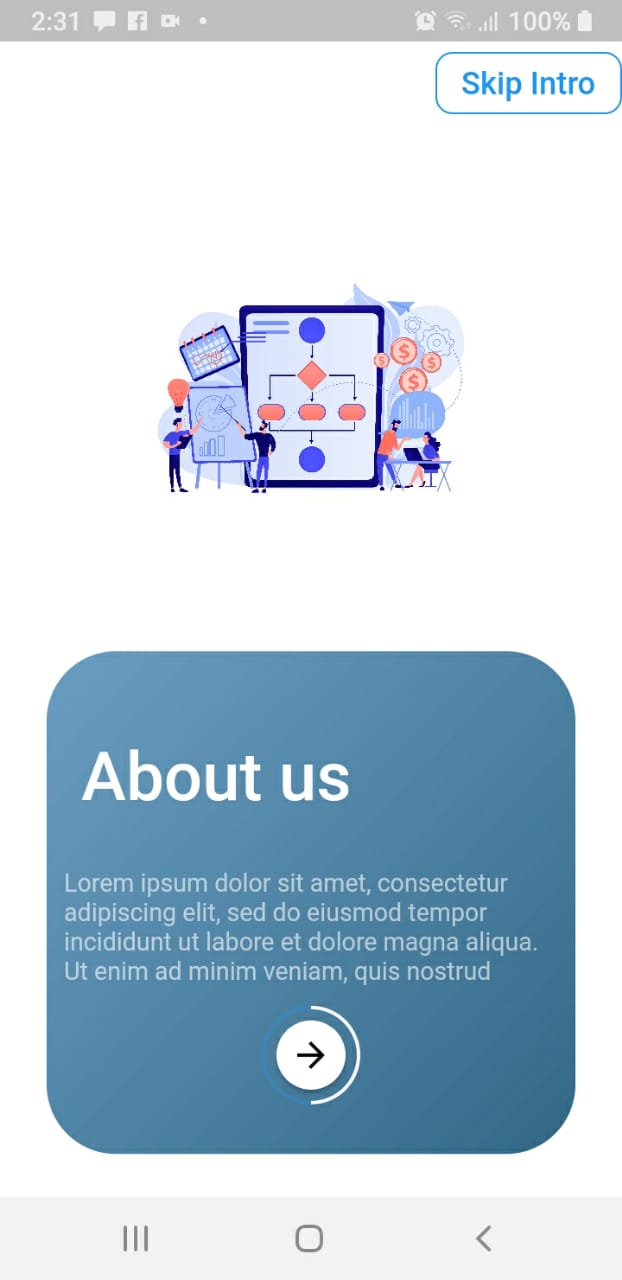 2:31
100%
Skip Intro
About us
Lorem ipsum dolor sit amet, consectetur
adipiscing elit, sed do eiusmod tempor
incididunt ut labore et dolore magna aliqua.
Ut enim ad minim veniam, quis nostrud